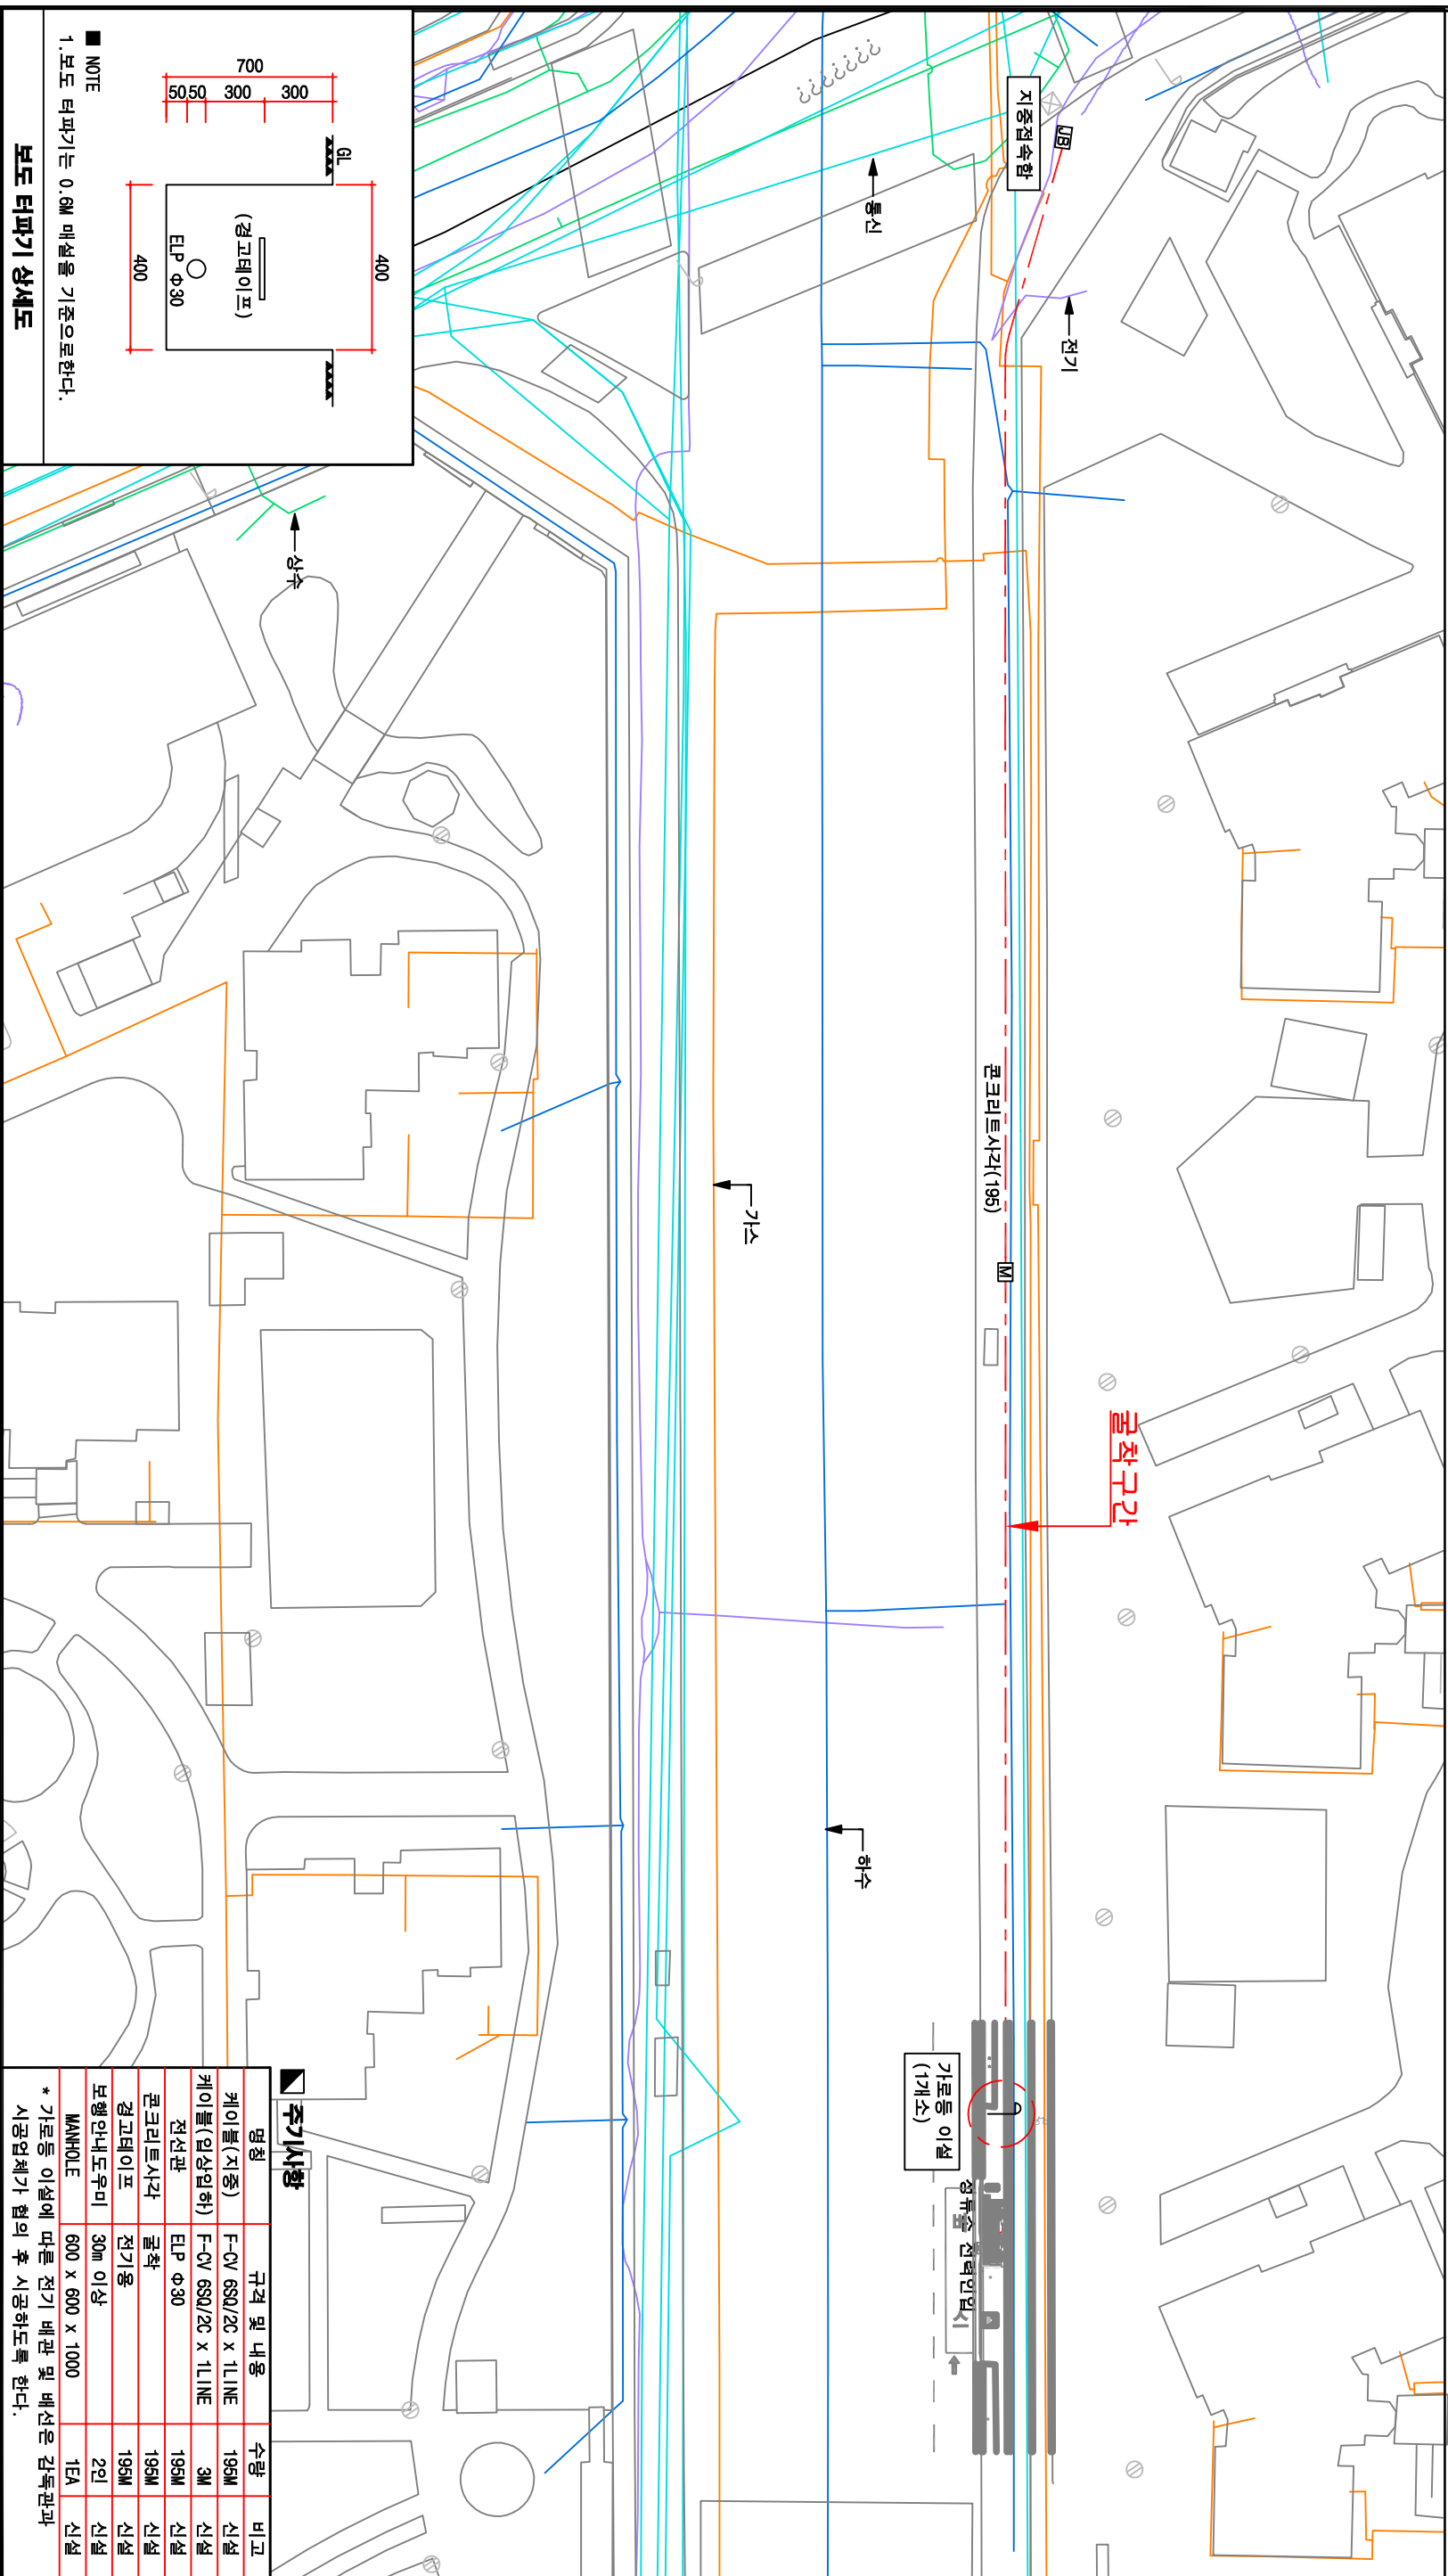 지중접속함
JB
통신
전기
¿¿¿¿¿¿¿
700
50
50
300
300
GL
400
(경고테이프)
ELP Φ30
400
■ NOTE
1.보도 터파기는 0.6M 매설을 기준으로한다.
보도 터파기 상세도
상수
콘크리트사각(195)
M
가스
굴착구간
하수
가로등 이설
(1개소)
주기사항
명칭 규격 및 내용 수량 비고
케이블(지중) F-CV 6SQ/2C x 1LINE 195M 신설
케이블(입상입하) F-CV 6SQ/2C x 1LINE 3M 신설
전선관 ELP Φ30 195M 신설
콘크리트사각 굴착 195M 신설
경고테이프 전기용 195M 신설
보행안내도우미 30m 이상 2인 신설
MANHOLE 600 x 600 x 1000 1EA 신설
* 가로등 이설에 따른 전기 배관 및 배선은 감독관과
시공업체가 협의 후 시공하도록 한다.